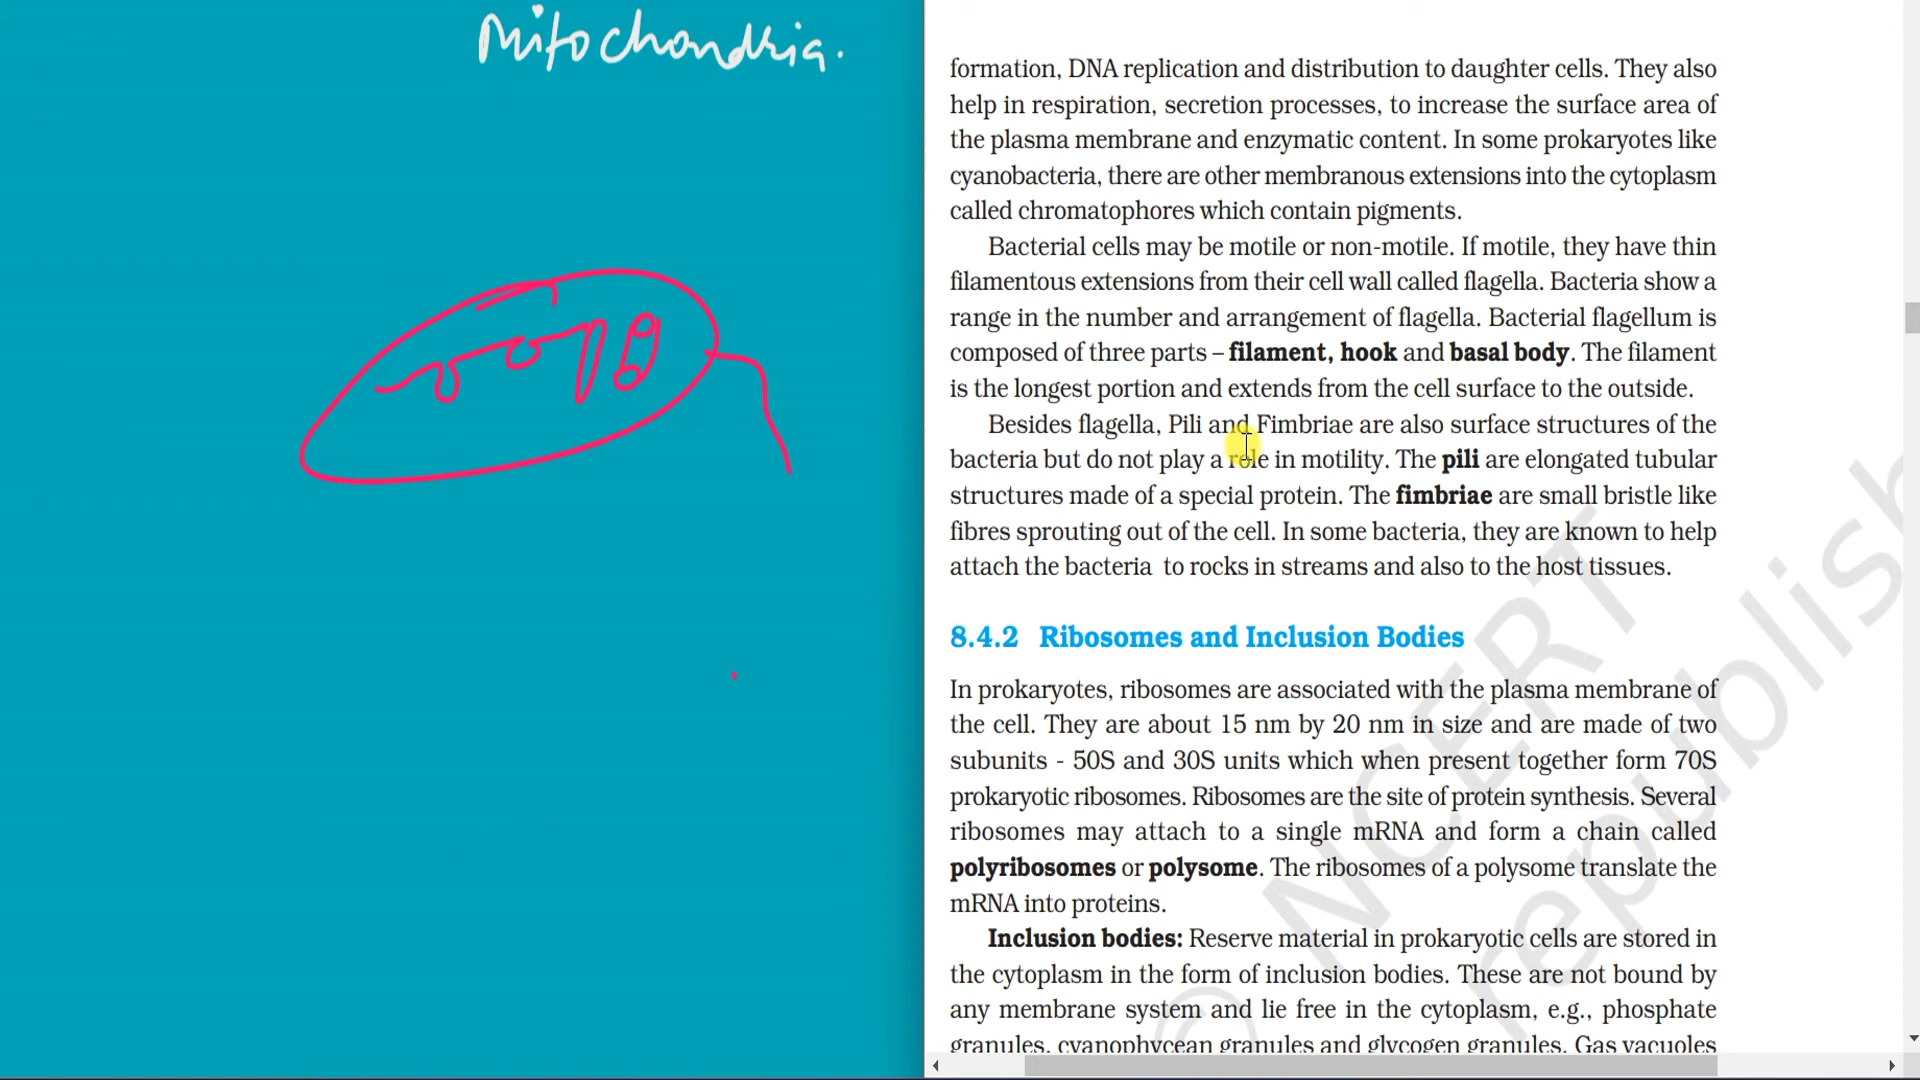 Mitochondria.
formation, DNA replication and distribution to daughter cells. They also
help in respiration, secretion processes, to increase the surface area of
the plasma membrane and enzymatic content. In some prokaryotes like
cyanobacteria, there are other membranous extensions into the cytoplasm
called chromatophores which contain pigments.
Bacterial cells may be motile or non-motile. If motile, they have thin
filamentous extensions from their cell wall called flagella. Bacteria show a
range in the number and arrangement of flagella. Bacterial flagellum is
composed of three parts – filament, hook and basal body. The filament
is the longest portion and extends from the cell surface to the outside.
Besides flagella, Pili and Fimbriae are also surface structures of the
bacteria but do not play a role in motility. The pili are elongated tubular
structures made of a special protein. The fimbriae are small bristle like
fibres sprouting out of the cell. In some bacteria, they are known to help
attach the bacteria to rocks in streams and also to the host tissues.
8.4.2 Ribosomes and Inclusion Bodies
In prokaryotes, ribosomes are associated with the plasma membrane of
the cell. They are about 15 nm by 20 nm in size and are made of two
subunits - 50S and 30S units which when present together form 70S
prokaryotic ribosomes. Ribosomes are the site of protein synthesis. Several
ribosomes may attach to a single mRNA and form a chain called
polyribosomes or polysome. The ribosomes of a polysome translate the
mRNA into proteins.
Inclusion bodies: Reserve material in prokaryotic cells are stored in
the cytoplasm in the form of inclusion bodies. These are not bound by
any membrane system and lie free in the cytoplasm, e.g., phosphate
granules, cyanophycean granules and glycogen granules. Gas vacuoles
© NCERT
republish